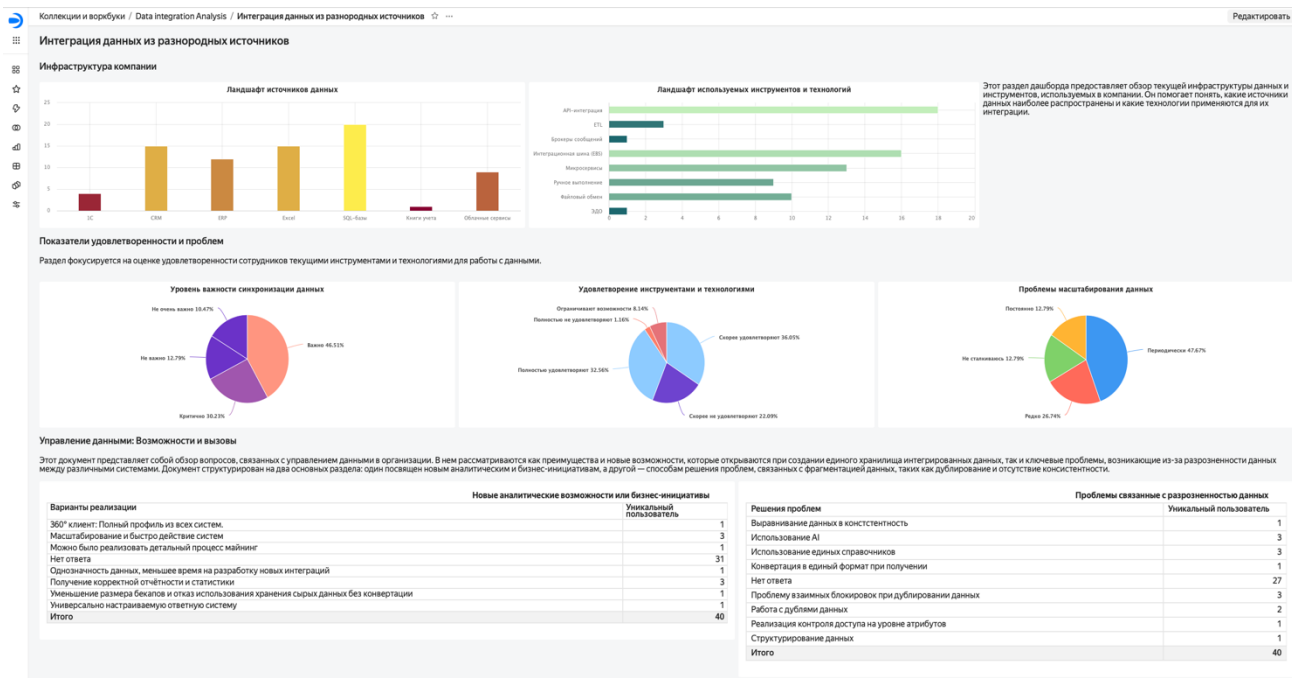 Коллекции и воркбуки / Data integration Analysis / Интеграция данных из разнородных источников
Редактировать
Интеграция данных из разнородных источников
Инфраструктура компании
Ландшафт источников данных
25
20
15
10
5
0
1C
CRM
ERP
Excel
SQL-базы
Книги учета
Облачные сервисы
Ландшафт используемых инструментов и технологий
API-интеграция
ETL
Брокеры сообщений
Интеграционная шина (EBS)
Микросервисы
Ручное выполнение
Файловый обмен
ЭДО
0 2 4 6 8 10 12 14 16 18 20
Этот раздел дашборда предоставляет обзор текущей инфраструктуры данных и
инструментов, используемых в компании. Он помогает понять, какие источники
данных наиболее распространены и какие технологии применяются для их
интеграции.
Показатели удовлетворенности и проблем
Раздел фокусируется на оценке удовлетворенности сотрудников текущими инструментами и технологиями для работы с данными.
Уровень важности синхронизации данных
Не очень важно 10.47%
Важно 46.51%
Не важно 12.79%
Критично 30.23%
Удовлетворение инструментами и технологиями
Ограничивают возможности 8.14%
Полностью не удовлетворяют 1.16%
Скорее удовлетворяют 36.05%
Полностью удовлетворяют 32.56%
Скорее не удовлетворяют 22.09%
Проблемы масштабирования данных
Постоянно 12.79%
Периодически 47.67%
Не сталкиваюсь 12.79%
Редко 26.74%
Управление данными: Возможности и вызовы
Этот документ представляет собой обзор вопросов, связанных с управлением данными в организации. В нем рассматриваются как преимущества и новые возможности, которые открываются при создании единого хранилища интегрированных данных, так и ключевые проблемы, возникающие из-за разрозненности данных
между различными системами. Документ структурирован на два основных раздела: один посвящен новым аналитическим и бизнес-инициативам, а другой — способам решения проблем, связанных с фрагментацией данных, таких как дублирование и отсутствие консистентности.
Новые аналитические возможности или бизнес-инициативы
Варианты реализации Уникальный
пользователь
360° клиент: Полный профиль из всех систем. 1
Масштабирование и быстро действие систем 3
Можно было реализовать детальный процесс майнинг 1
Нет ответа 31
Однозначность данных, меньшее время на разработку новых интеграций 1
Получение корректной отчётности и статистики 3
Уменьшение размера бекапов и отказ использования хранения сырых данных без конвертации 1
Универсально настраиваемую ответную систему 1
Итого 40
Проблемы связанные с разрозненностью данных
Решения проблем Уникальный пользователь
Выравнивание данных в констстентность 1
Использование AI 3
Использование единых справочников 3
Конвертация в единый формат при получении 1
Нет ответа 27
Проблему взаимных блокировок при дублировании данных 3
Работа с дублями данных 2
Реализация контроля доступа на уровне атрибутов 1
Структурирование данных 1
Итого 40